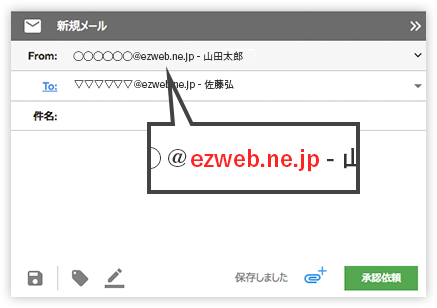 新規メール
From: ○○○○○○@ezweb.ne.jp - 山田太郎
To: ▽▽▽▽▽▽@ezweb.ne.jp - 佐藤弘
件名:
○ @ezweb.ne.jp - 山
保存しました 承認依頼